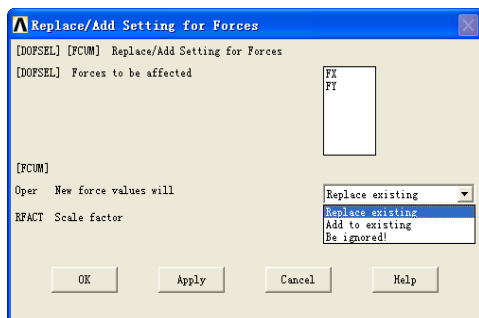 Replace/Add Setting for Forces
[DOFSEL] [FCUM] Replace/Add Setting for Forces
[DOFSEL] Forces to be affected
FX
FY
[FCUM]
Oper New force values will
Replace existing
RFACT Scale factor
Replace existing
Add to existing
Be ignored!
OK Apply Cancel Help